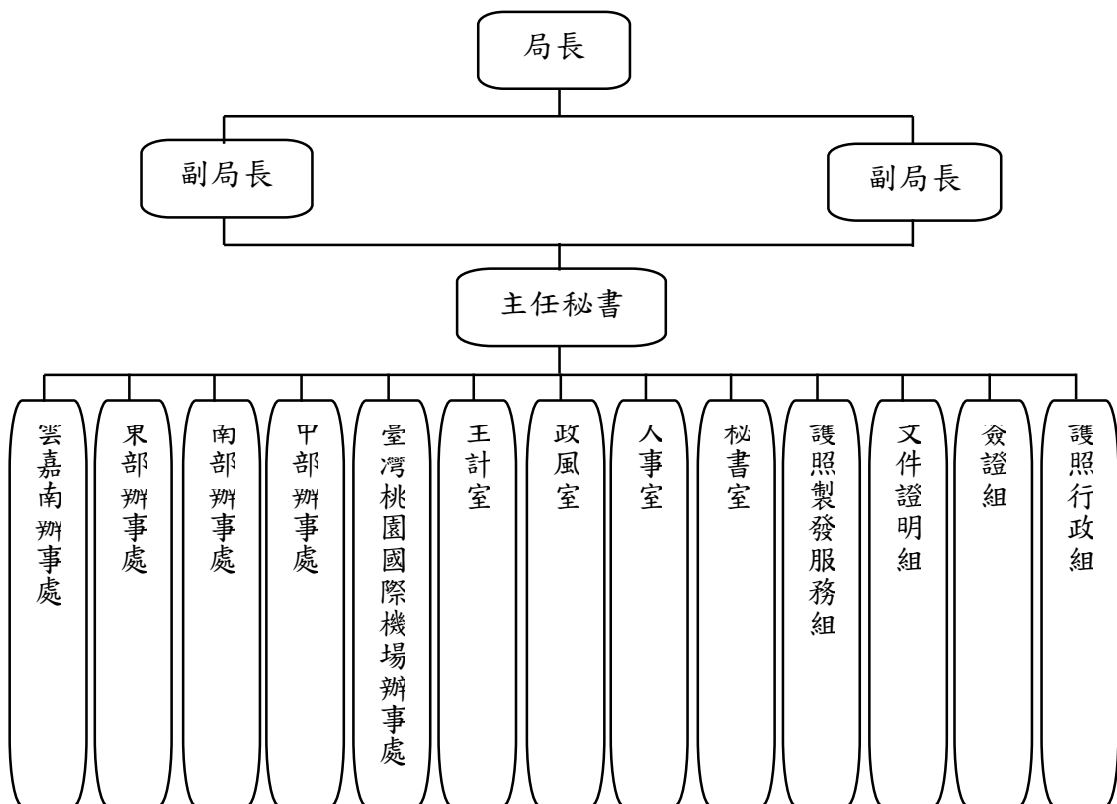 局長
副局長
副局長
主任秘書
護照行政組
簽證組
文件證明組
護照製發服務組
秘書室
人事室
政風室
主計室
臺灣桃園國際機場辦事處
中部辦事處
南部辦事處
東部辦事處
雲嘉南辦事處